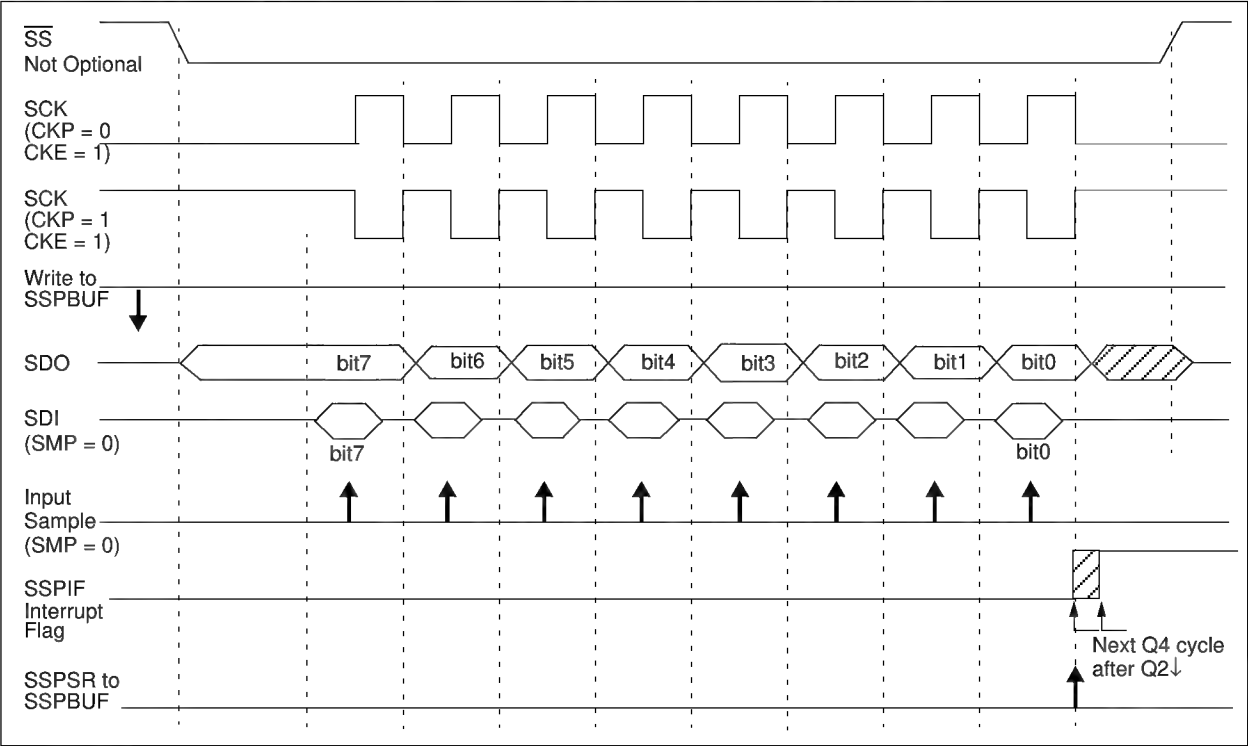 SS
Not Optional
SCK
(CKP = 0
CKE = 1)
SCK
(CKP = 1
CKE = 1)
Write to
SSPBUF
SDO
bit7 bit6 bit5 bit4 bit3 bit2 bit1 bit0
SDI
(SMP = 0)
bit7 bit0
Input
Sample
(SMP = 0)
SSPIF
Interrupt
Flag
Next Q4 cycle
after Q2↓
SSPSR to
SSPBUF